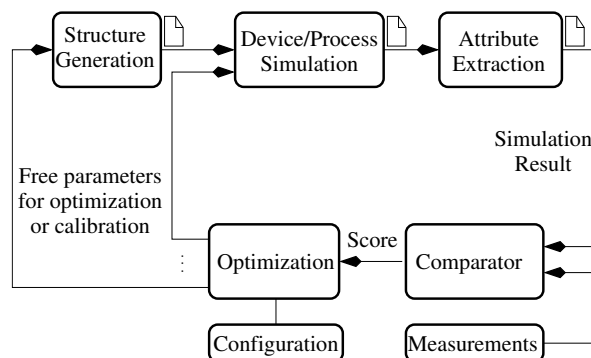 Structure
Generation
Device/Process
Simulation
Attribute
Extraction
Simulation
Result
Free parameters
for optimization
or calibration
Optimization
Score
Comparator
Configuration
Measurements